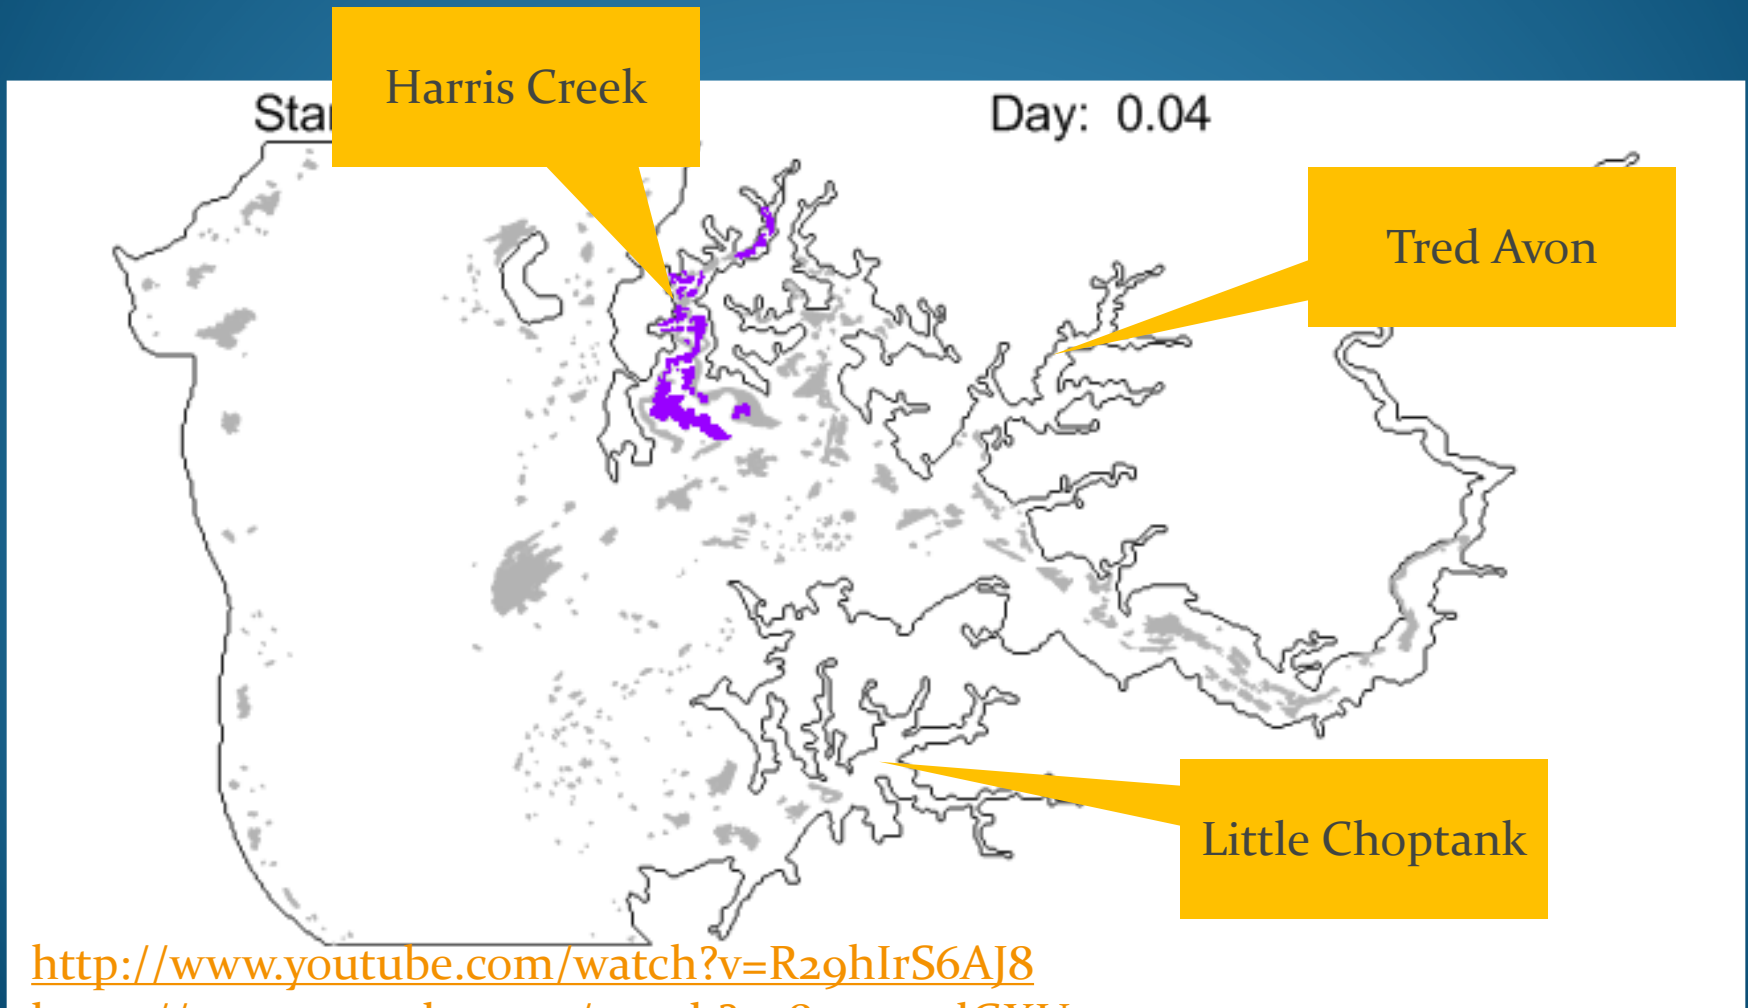 Harris Creek
Day: 0.04
Tred Avon
Little Choptank
http://www.youtube.com/watch?v=R29hIrS6AJ8